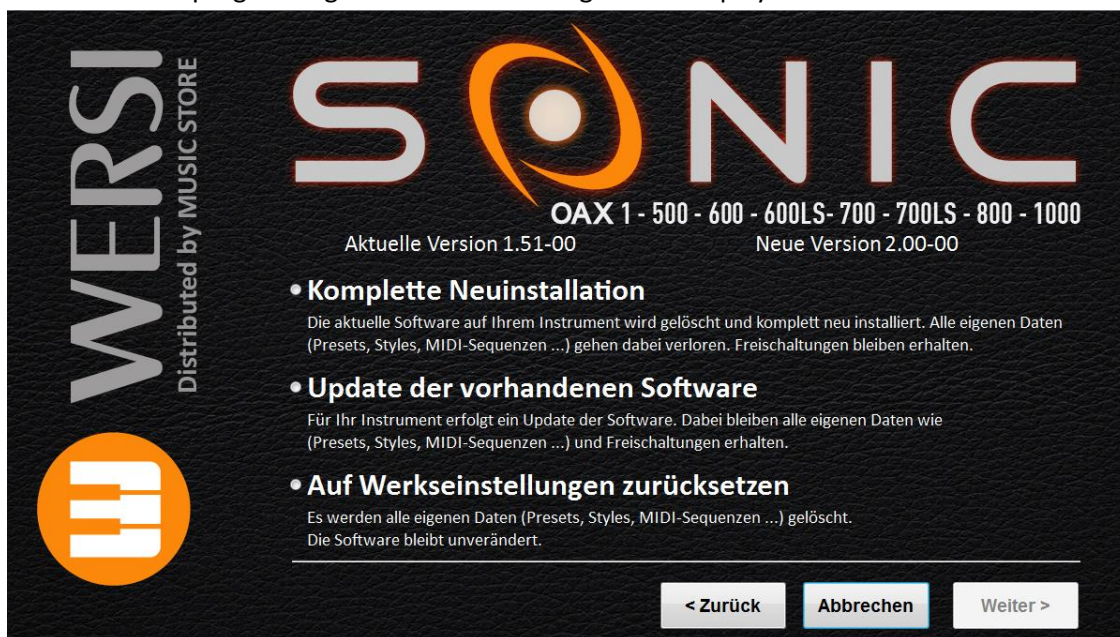 WERSI
Distributed by MUSIC STORE
SONIC
OAX 1 - 500 - 600 - 600LS- 700 - 700LS - 800 - 1000
Aktuelle Version 1.51-00
Neue Version 2.00-00
Komplette Neuinstallation
Die aktuelle Software auf Ihrem Instrument wird gelöscht und komplett neu installiert. Alle eigenen Daten
(Presets, Styles, MIDI-Sequenzen ...) gehen dabei verloren. Freischaltungen bleiben erhalten.
Update der vorhandenen Software
Für Ihr Instrument erfolgt ein Update der Software. Dabei bleiben alle eigenen Daten wie
(Presets, Styles, MIDI-Sequenzen ...) und Freischaltungen erhalten.
Auf Werkseinstellungen zurücksetzen
Es werden alle eigenen Daten (Presets, Styles, MIDI-Sequenzen ...) gelöscht.
Die Software bleibt unverändert.
< Zurück
Abbrechen
Weiter >